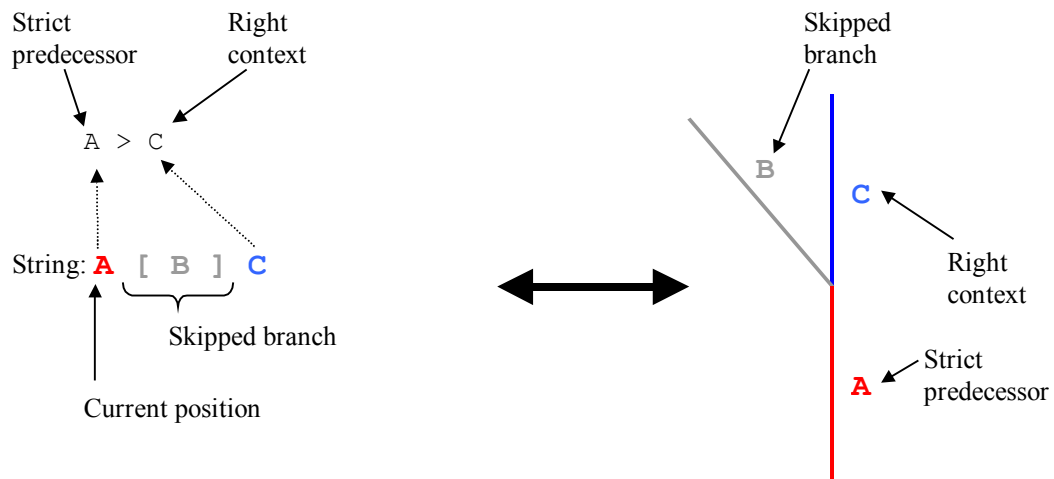 Strict
predecessor
Right
context
A > C
String: A [ B ] C
Skipped branch
Current position
Skipped
branch
B
C
Right
context
A
Strict
predecessor